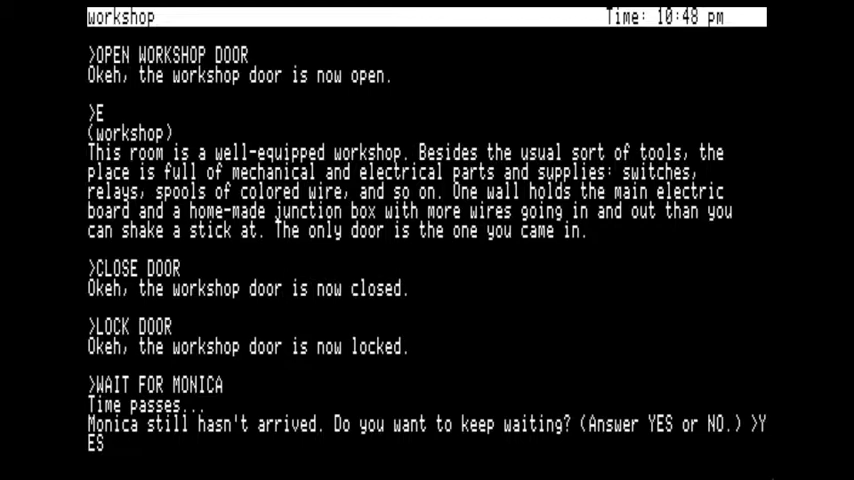 workshop Time: 10:48 pm
>OPEN WORKSHOP DOOR
Okeh, the workshop door is now open.
>E
(workshop)
This room is a well-equipped workshop. Besides the usual sort of tools, the
place is full of mechanical and electrical parts and supplies: switches,
relays, spools of colored wire, and so on. One wall holds the main electric
board and a home-made junction box with more wires going in and out than you
can shake a stick at. The only door is the one you came in.
>CLOSE DOOR
Okeh, the workshop door is now closed.
>LOCK DOOR
Okeh, the workshop door is now locked.
>WAIT FOR MONICA
Time passes...
Monica still hasn't arrived. Do you want to keep waiting? (Answer YES or NO.) >Y
ES